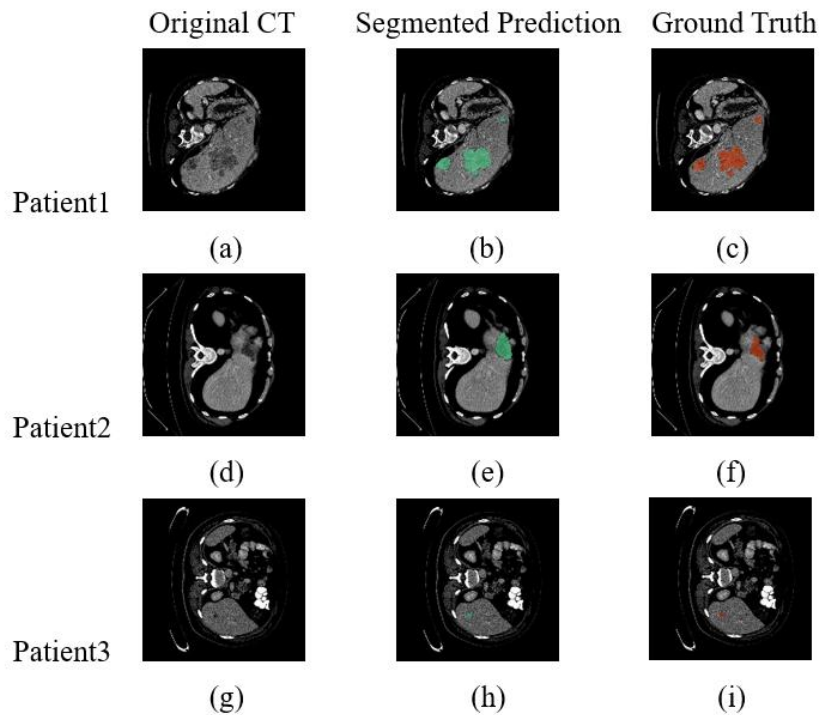 Original CT Segmented Prediction Ground Truth
Patient1
(a) (b) (c)
Patient2
(d) (e) (f)
Patient3
(g) (h) (i)